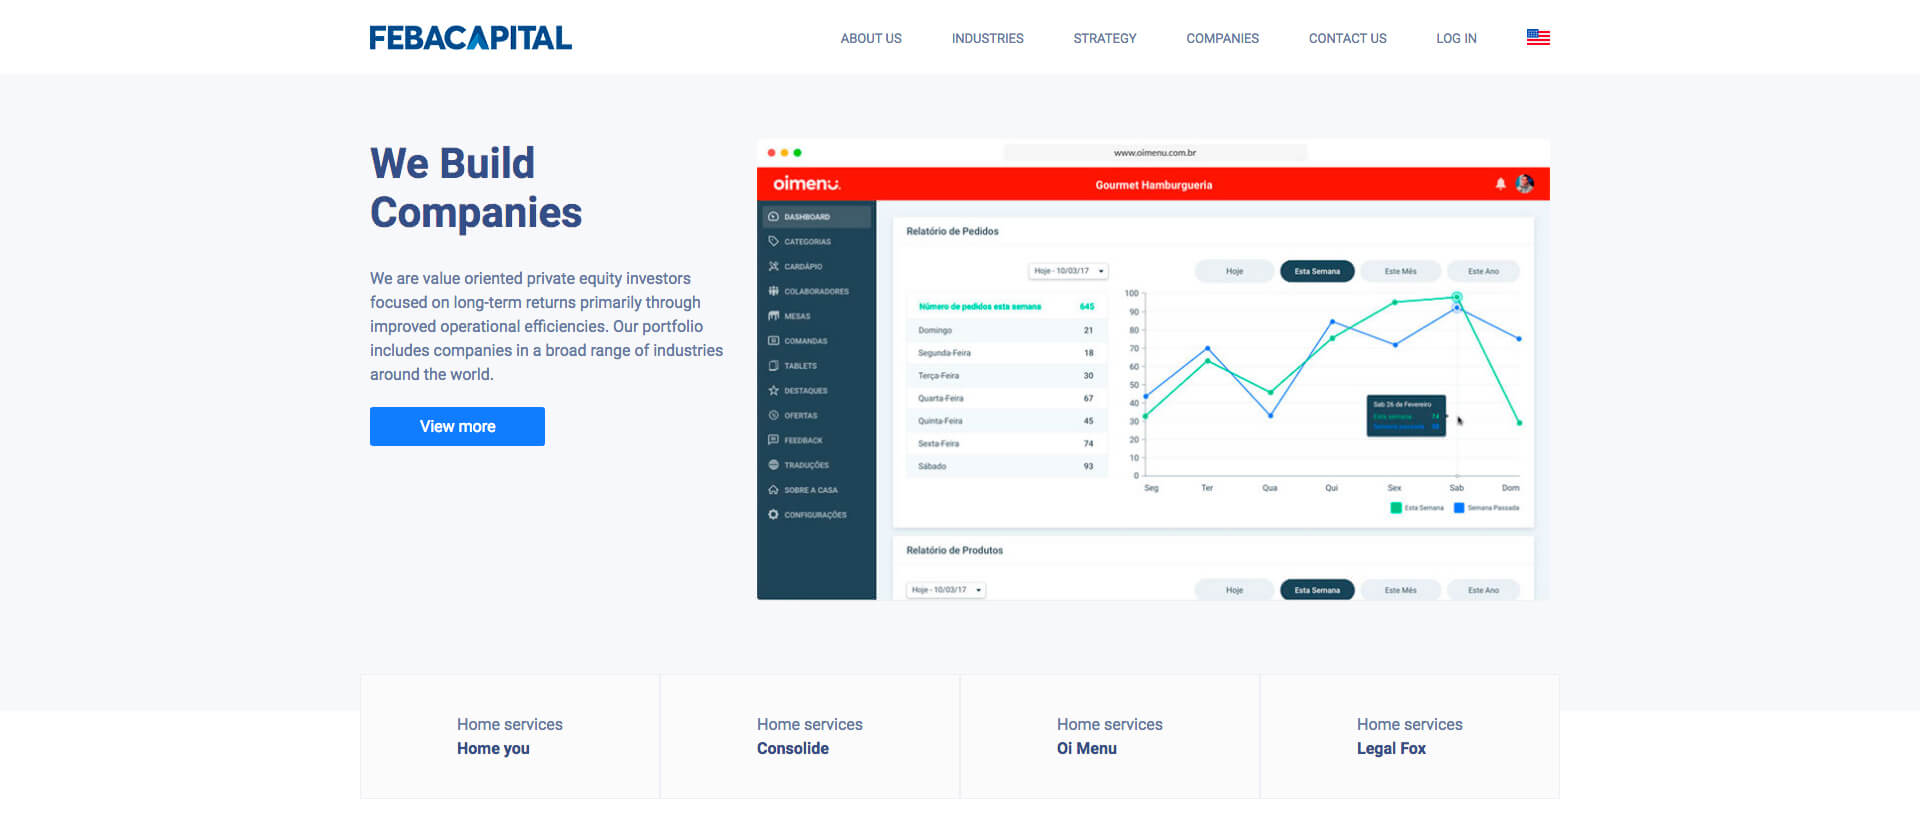 FEBACAPITAL
ABOUT US
INDUSTRIES
STRATEGY
COMPANIES
CONTACT US
LOG IN
We Build
Companies
We are value oriented private equity investors
focused on long-term returns primarily through
improved operational efficiencies. Our portfolio
includes companies in a broad range of industries
around the world.
View more
www.oimenu.com.br
oimenu.
Gourmet Hamburgueria
DASHBOARD
CATEGORIAS
CARDÁPIO
COLABORADORES
MESAS
COMANDAS
TABLETS
DESTAQUES
OFERTAS
FEEDBACK
TRADUÇÕES
SOBRE A CASA
CONFIGURAÇÕES
Relatório de Pedidos
Hoje - 10/03/17
Número de pedidos esta semana 645
Domingo 21
Segunda-Feira 18
Terça-Feira 30
Quarta-Feira 67
Quinta-Feira 45
Sexta-Feira 74
Sábado 93
Hoje
Esta Semana
Este Mês
Este Ano
100
90
80
70
60
50
40
30
20
10
0
Seg
Ter
Qua
Qui
Sex
Sab
Dom
Sab 26 de Fevereiro
Esta semana 74
Semana passada
Esta Semana
Semana Passada
Relatório de Produtos
Hoje - 10/03/17
Hoje
Esta Semana
Este Mês
Este Ano
Home services
Home you
Home services
Consolide
Home services
Oi Menu
Home services
Legal Fox